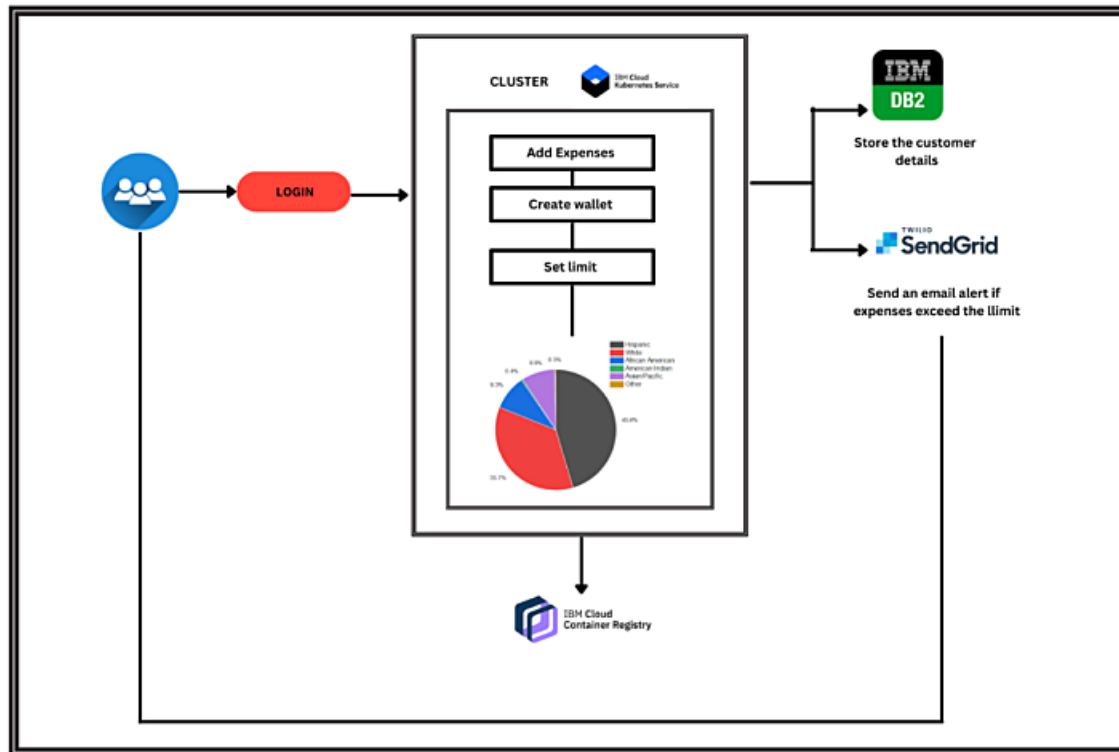 CLUSTER
IBM Cloud
Kubernetes Service
Add Expenses
Create wallet
Set limit
LOGIN
IBM
DB2
Store the customer
details
TWILIO
SendGrid
Send an email alert if
expenses exceed the llimit
Hispanic
White
African American
American Indian
Asian/Pacific
Other
IBM Cloud
Container Registry